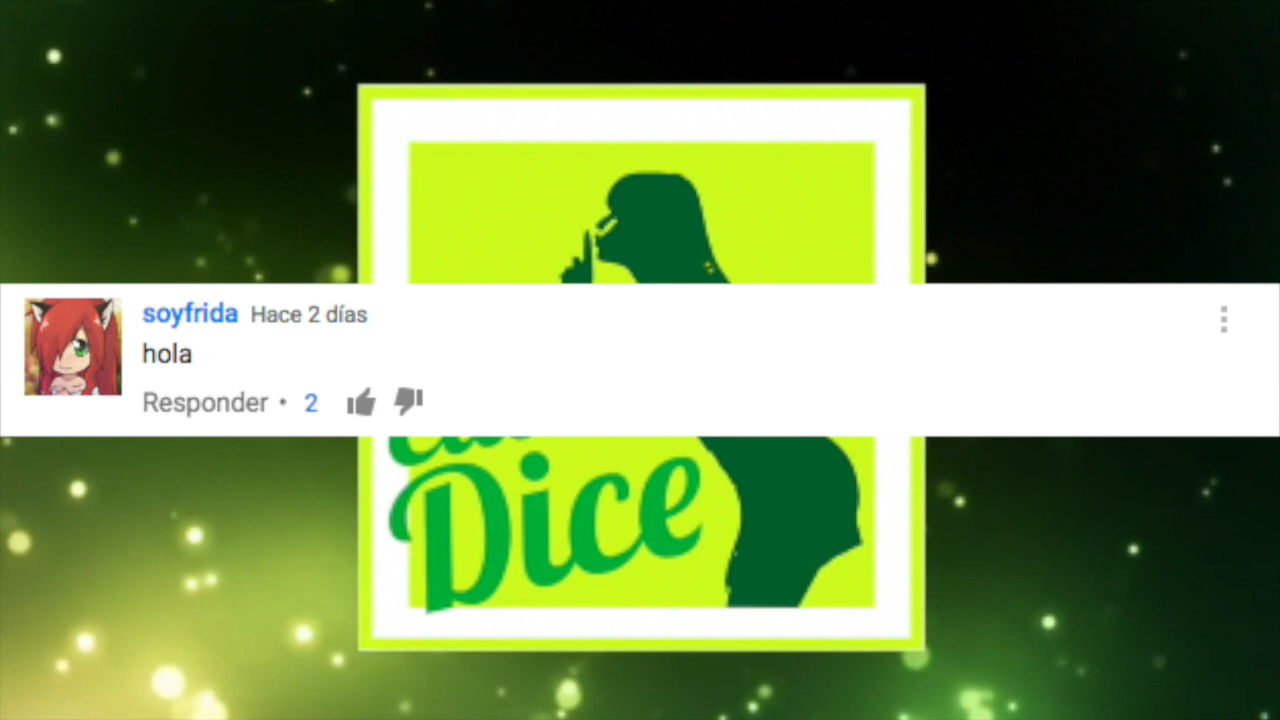 soyfrida Hace 2 días
hola
Responder • 2
Dice